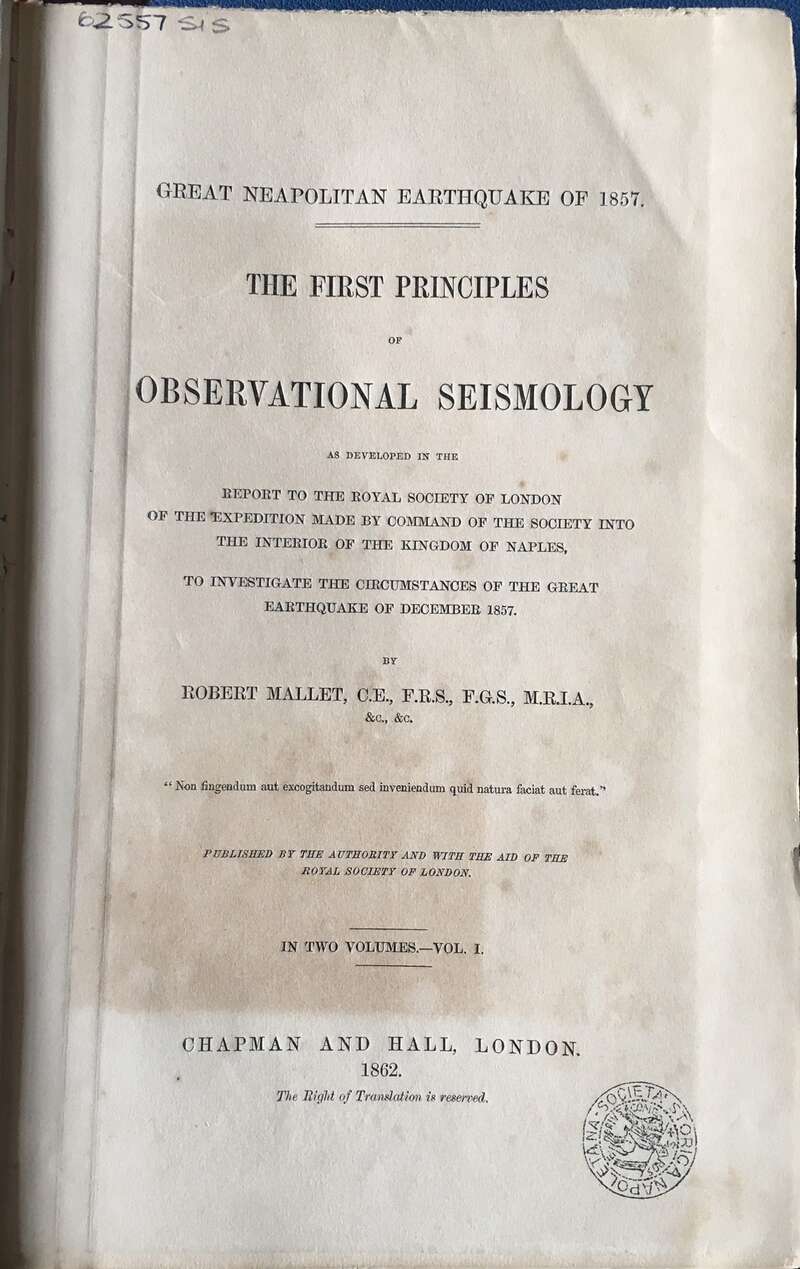 62557 SIS
GREAT NEAPOLITAN EARTHQUAKE OF 1857.
THE FIRST PRINCIPLES
OF
OBSERVATIONAL SEISMOLOGY
AS DEVELOPED IN THE
REPORT TO THE ROYAL SOCIETY OF LONDON
OF THE EXPEDITION MADE BY COMMAND OF THE SOCIETY INTO
THE INTERIOR OF THE KINGDOM OF NAPLES,
TO INVESTIGATE THE CIRCUMSTANCES OF THE GREAT
EARTHQUAKE OF DECEMBER 1857.
BY
ROBERT MALLET, C.E., F.R.S., F.G.S., M.R.I.A.,
&c., &c.
“Non fingendum aut excogitandum sed inveniendum quid natura faciat aut ferat.”
PUBLISHED BY THE AUTHORITY AND WITH THE AID OF THE
ROYAL SOCIETY OF LONDON.
IN TWO VOLUMES.—VOL. I.
CHAPMAN AND HALL, LONDON.
1862.
The Right of Translation is reserved.
SOCIETA STORICA NAPOLETANA
NAPOLI